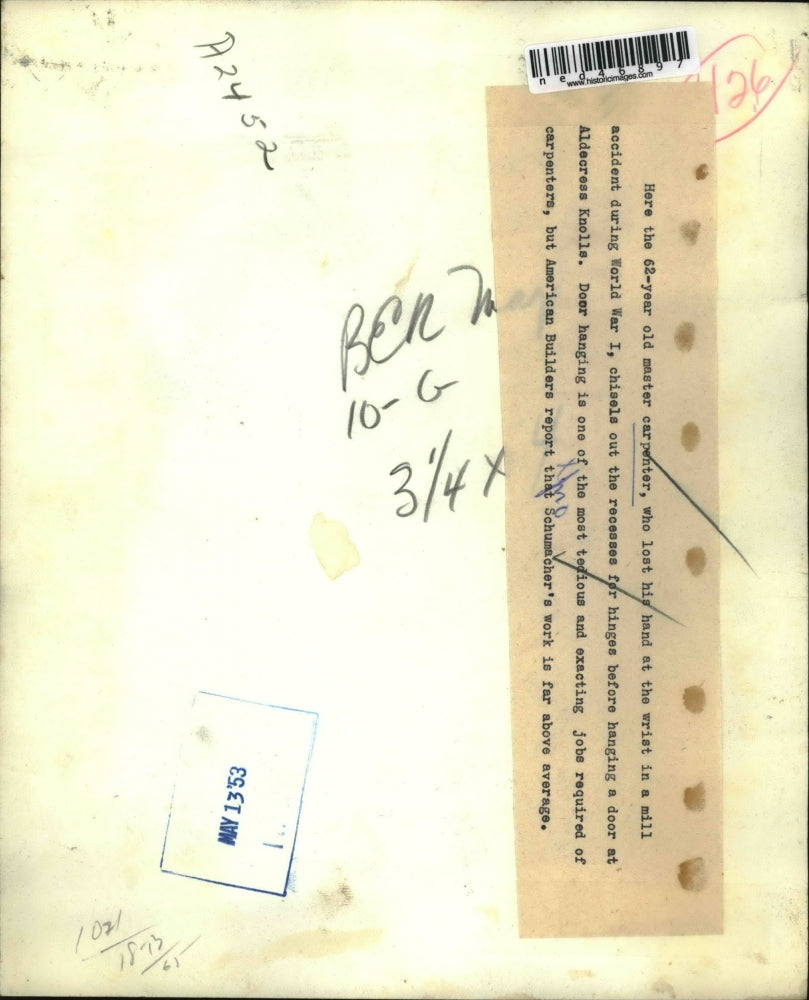 ned46897
www.historicimages.com
126
A2452
Here the 62-year old master carpenter, who lost his hand at the wrist in a mill
accident during World War I, chisels out the recesses for hinges before hanging a door at
Aldecress Knolls. Door hanging is one of the most tedious and exacting jobs required of
carpenters, but American Builders report that Schumacher's work is far above average.
BER
10-G
3 1/4 X
MAY 13 '53